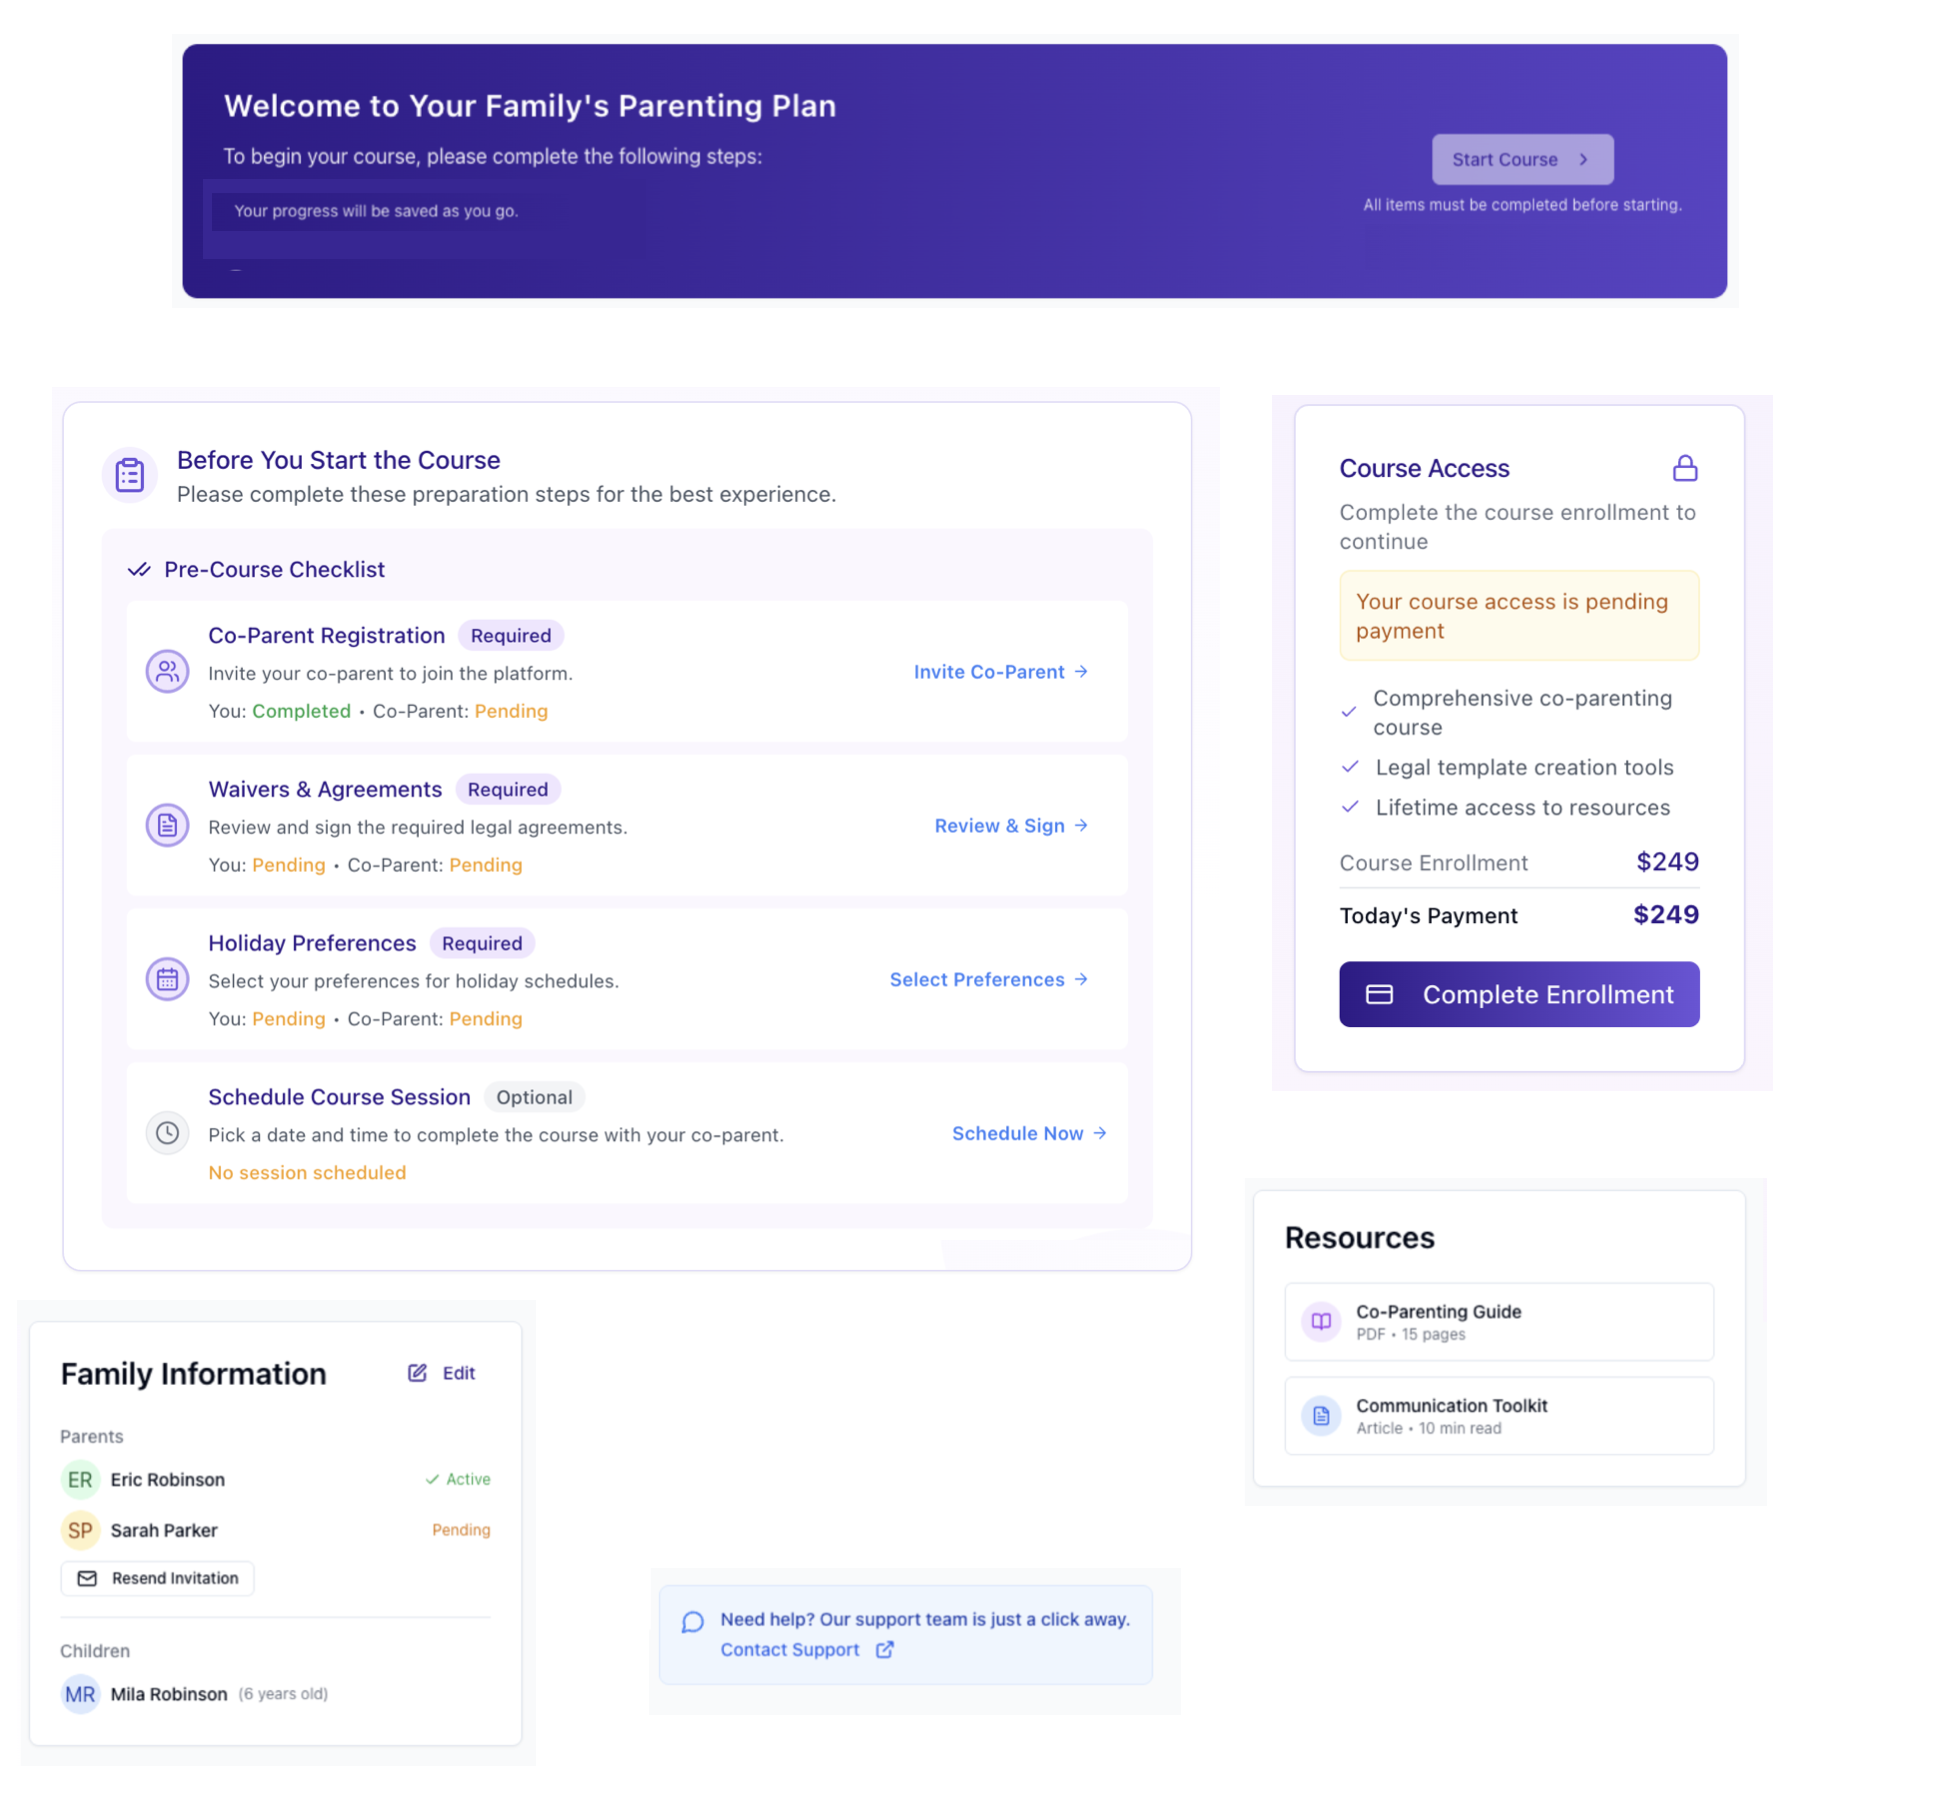 Welcome to Your Family's Parenting Plan
To begin your course, please complete the following steps:
Your progress will be saved as you go.
Start Course
All items must be completed before starting.
Before You Start the Course
Please complete these preparation steps for the best experience.
Pre-Course Checklist
Co-Parent Registration Required
Invite your co-parent to join the platform.
You: Completed • Co-Parent: Pending
Invite Co-Parent →
Waivers & Agreements Required
Review and sign the required legal agreements.
You: Pending • Co-Parent: Pending
Review & Sign →
Holiday Preferences Required
Select your preferences for holiday schedules.
You: Pending • Co-Parent: Pending
Select Preferences →
Schedule Course Session Optional
Pick a date and time to complete the course with your co-parent.
No session scheduled
Schedule Now →
Course Access
Complete the course enrollment to
continue
Your course access is pending
payment
Comprehensive co-parenting
course
Legal template creation tools
Lifetime access to resources
Course Enrollment $249
Today's Payment $249
Complete Enrollment
Resources
Co-Parenting Guide
PDF • 15 pages
Communication Toolkit
Article • 10 min read
Family Information
Edit
Parents
ER Eric Robinson Active
SP Sarah Parker Pending
Resend Invitation
Children
MR Mila Robinson (6 years old)
Need help? Our support team is just a click away.
Contact Support